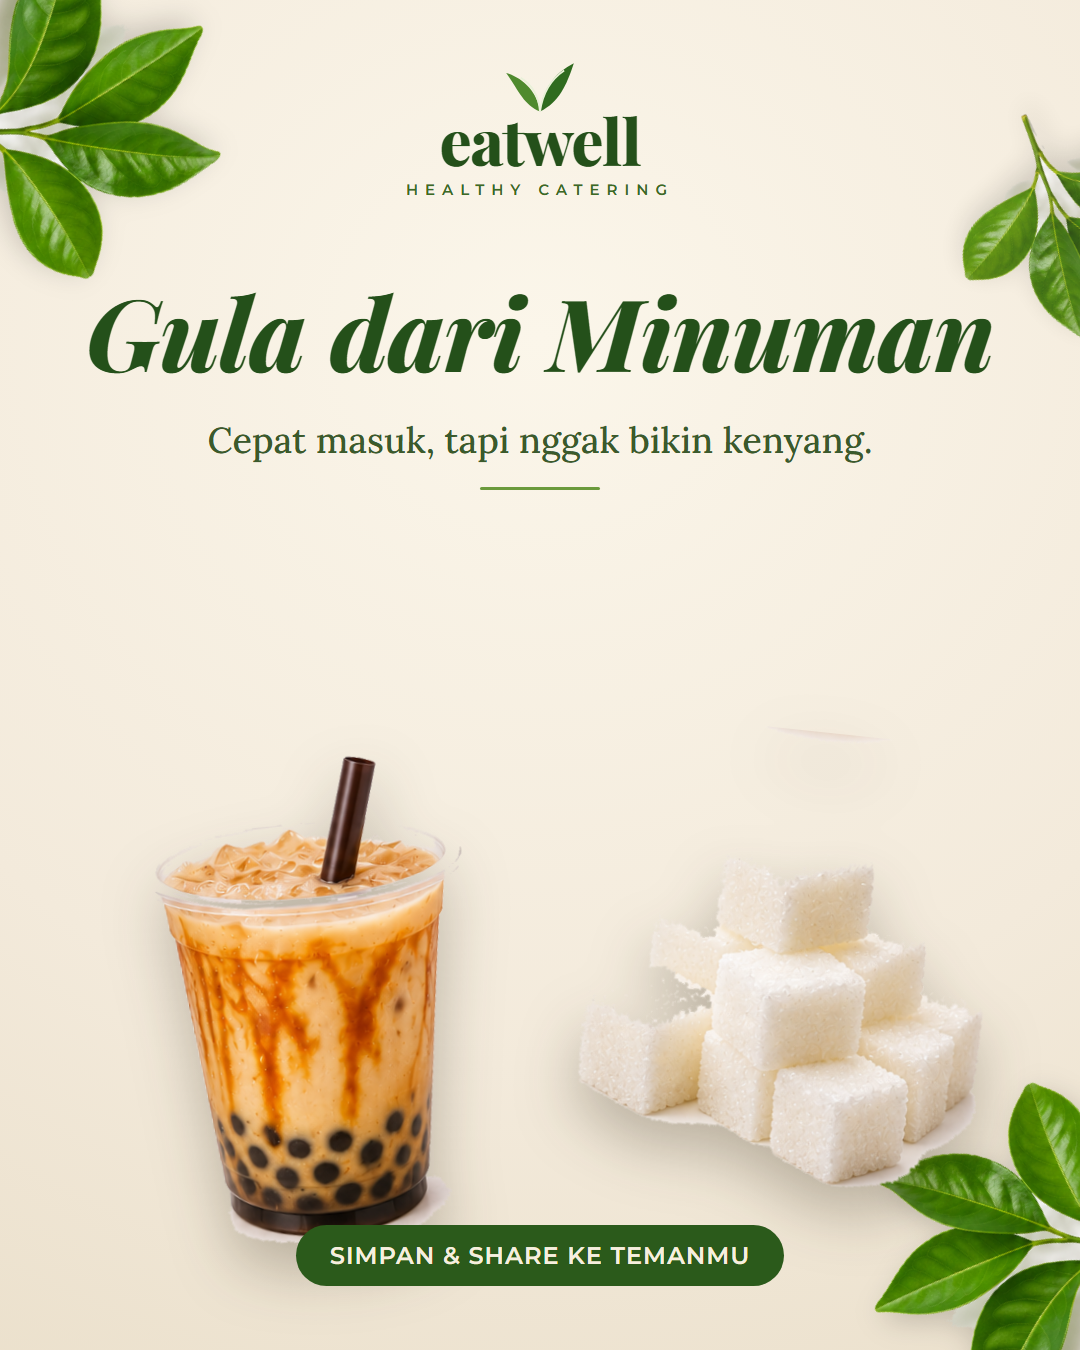 eatwell
HEALTHY CATERING
Gula dari Minuman
Cepat masuk, tapi nggak bikin kenyang.
SIMPAN & SHARE KE TEMANMU